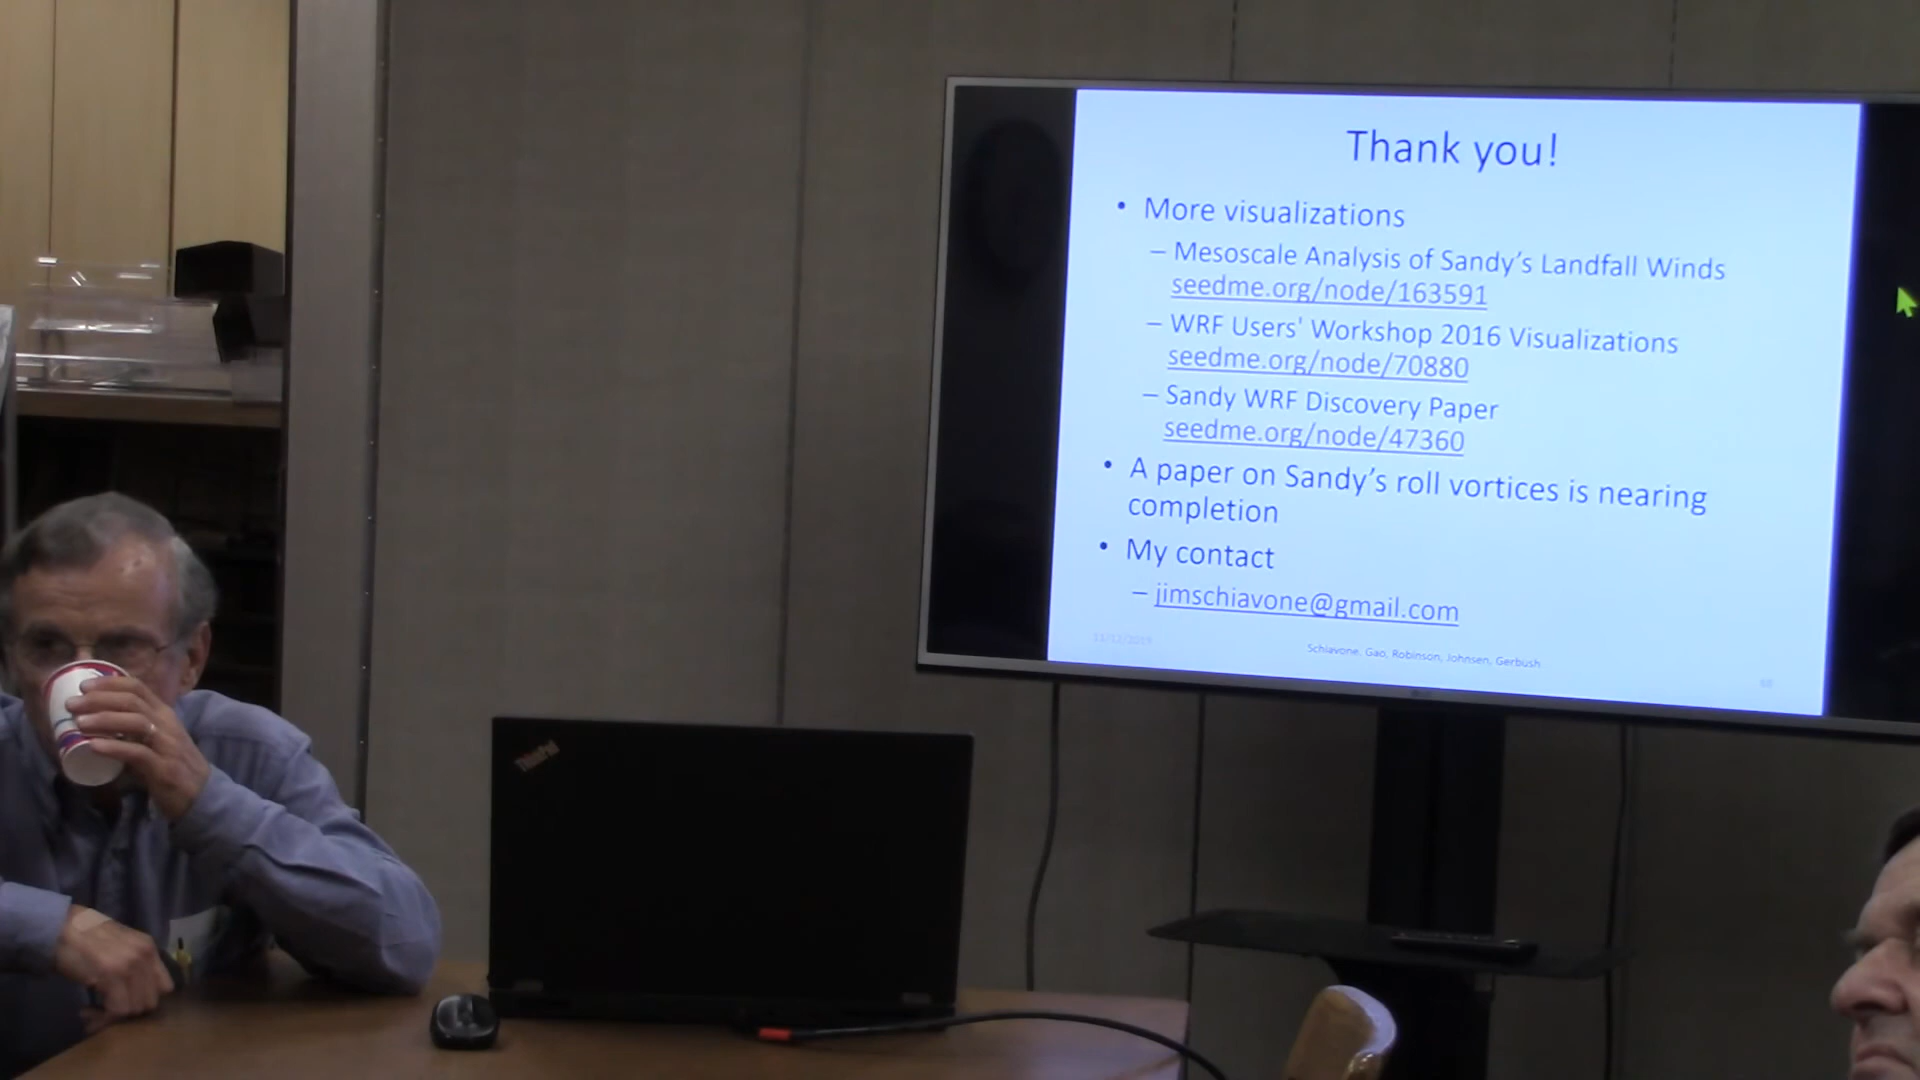 Thank you!
• More visualizations
– Mesoscale Analysis of Sandy’s Landfall Winds
seedme.org/node/163591
– WRF Users' Workshop 2016 Visualizations
seedme.org/node/70880
– Sandy WRF Discovery Paper
seedme.org/node/47360
• A paper on Sandy’s roll vortices is nearing
completion
• My contact
– jimschiavone@gmail.com
Schiavone, Gao, Robinson, Johnsen, Gerbush
ThinkPad